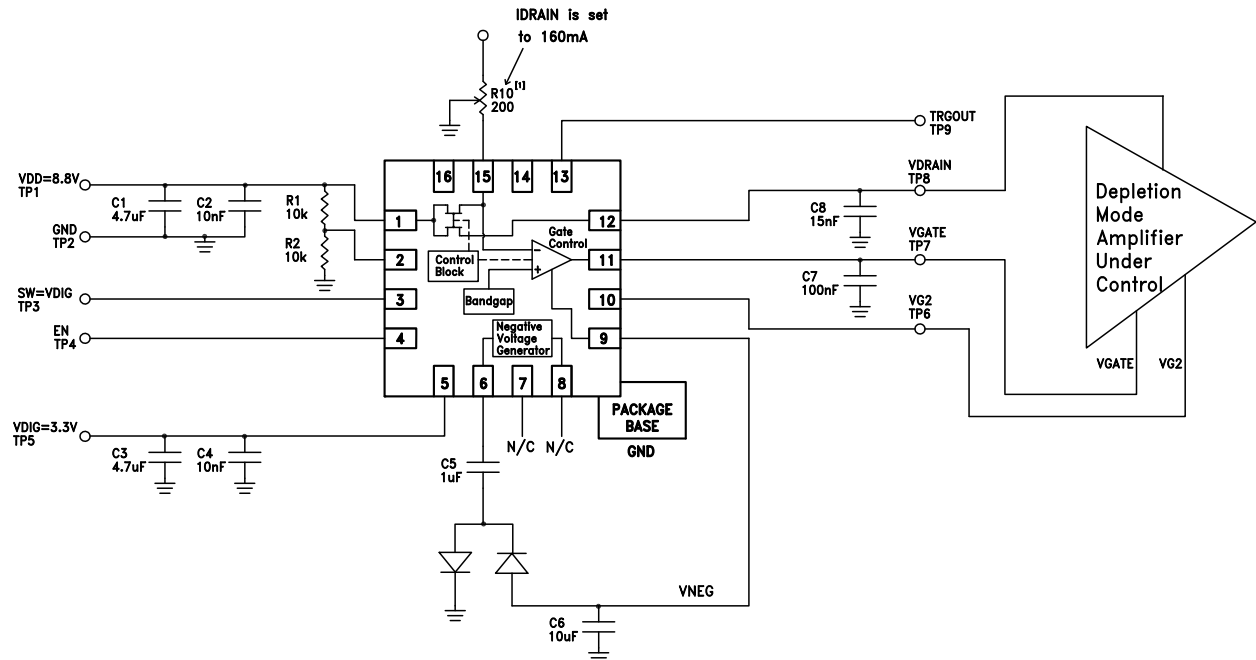 IDRAIN is set
to 160mA
R10[1]
200
TRGOUT
TP9
VDD=8.8V
TP1
C1
4.7uF
C2
10nF
R1
10k
R2
10k
GND
TP2
SW=VDIG
TP3
EN
TP4
VDIG=3.3V
TP5
C3
4.7uF
C4
10nF
16
15
14
13
1
2
3
4
12
11
10
9
5
6
7
8
Control
Block
Gate
Control
Bandgap
Negative
Voltage
Generator
-
+
N/C
N/C
PACKAGE
BASE
GND
C5
1uF
VNEG
C6
10uF
VDRAIN
TP8
C8
15nF
VGATE
TP7
C7
100nF
VG2
TP6
Depletion
Mode
Amplifier
Under
Control
VGATE
VG2